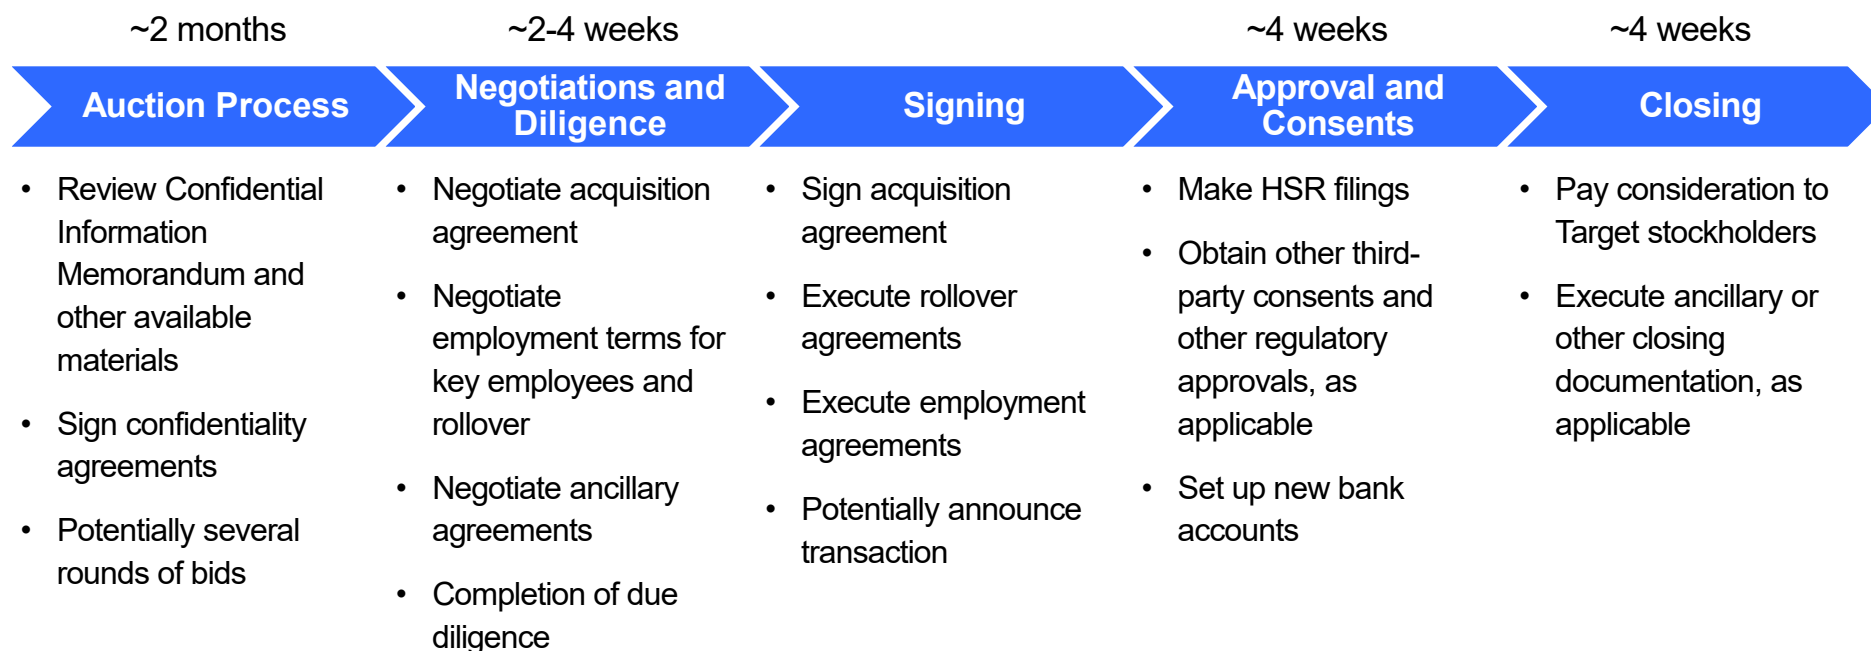 ~2 months
~2-4 weeks
~4 weeks
~4 weeks
Auction Process
Negotiations and
Diligence
Signing
Approval and
Consents
Closing
• Review Confidential
Information
Memorandum and
other available
materials
• Sign confidentiality
agreements
• Potentially several
rounds of bids
• Negotiate acquisition
agreement
• Negotiate
employment terms for
key employees and
rollover
• Negotiate ancillary
agreements
• Completion of due
diligence
• Sign acquisition
agreement
• Execute rollover
agreements
• Execute employment
agreements
• Potentially announce
transaction
• Make HSR filings
• Obtain other third-
party consents and
other regulatory
approvals, as
applicable
• Set up new bank
accounts
• Pay consideration to
Target stockholders
• Execute ancillary or
other closing
documentation, as
applicable